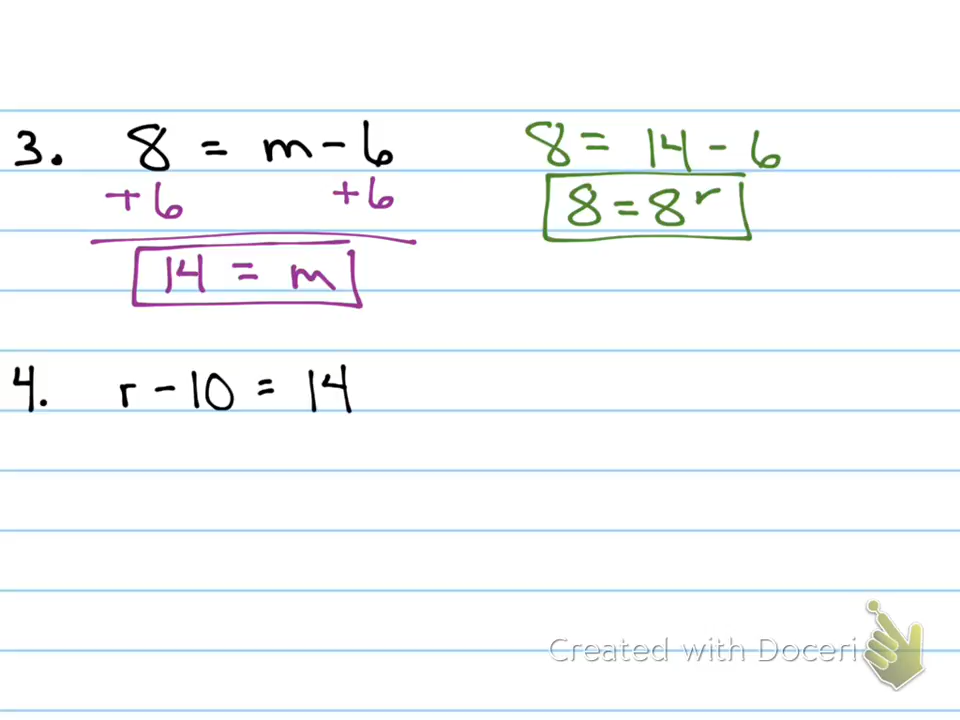 3. 8 = m - 6
+6 +6
14 = m
8 = 14 - 6
8 = 8 r
4. r - 10 = 14
Created with Doceri